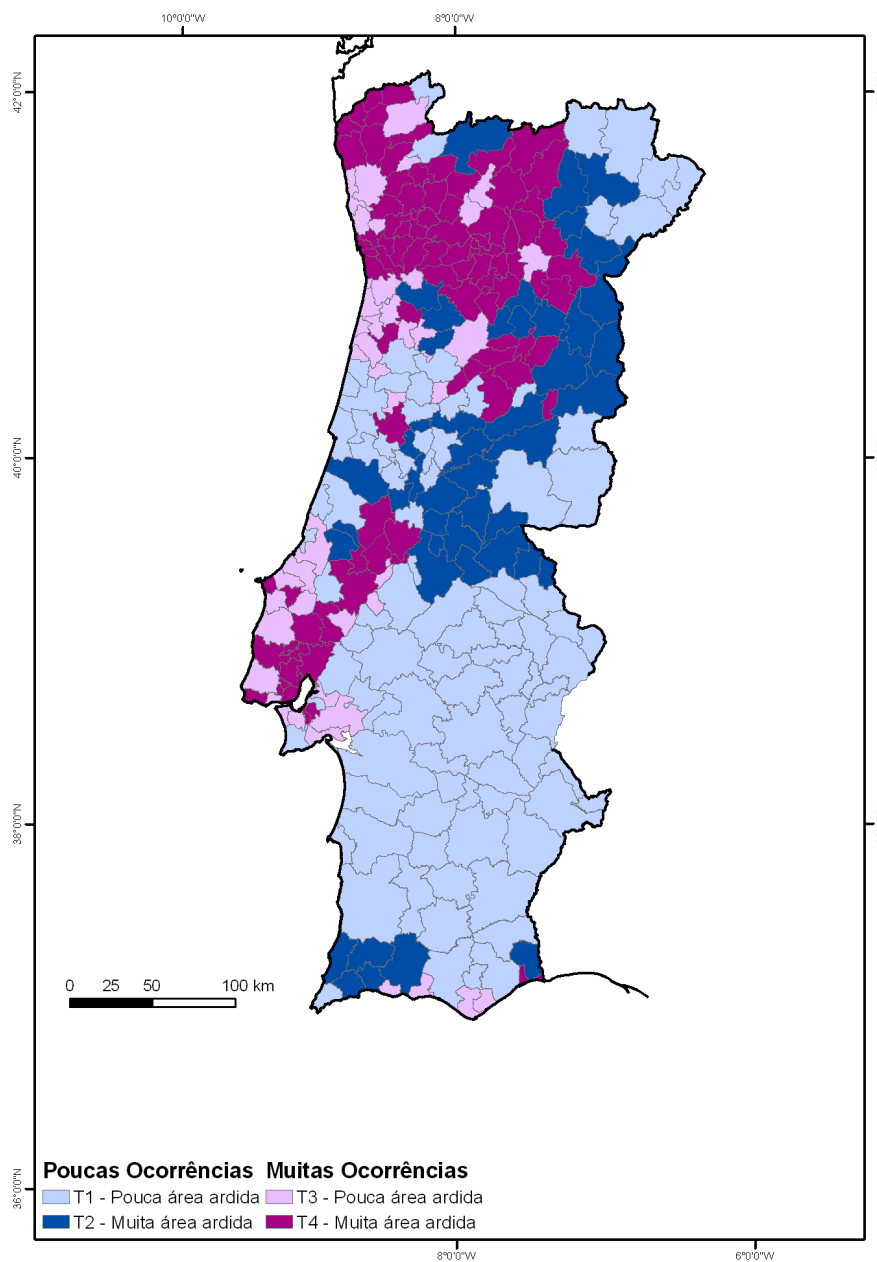 10°0'0"W 8°0'0"W
42°0'0"N
40°0'0"N
38°0'0"N
36°0'0"N
0 25 50 100 km
Poucas Ocorrências Muitas Ocorrências
T1 - Pouca área ardida T3 - Pouca área ardida
T2 - Muita área ardida T4 - Muita área ardida
8°0'0"W 6°0'0"W